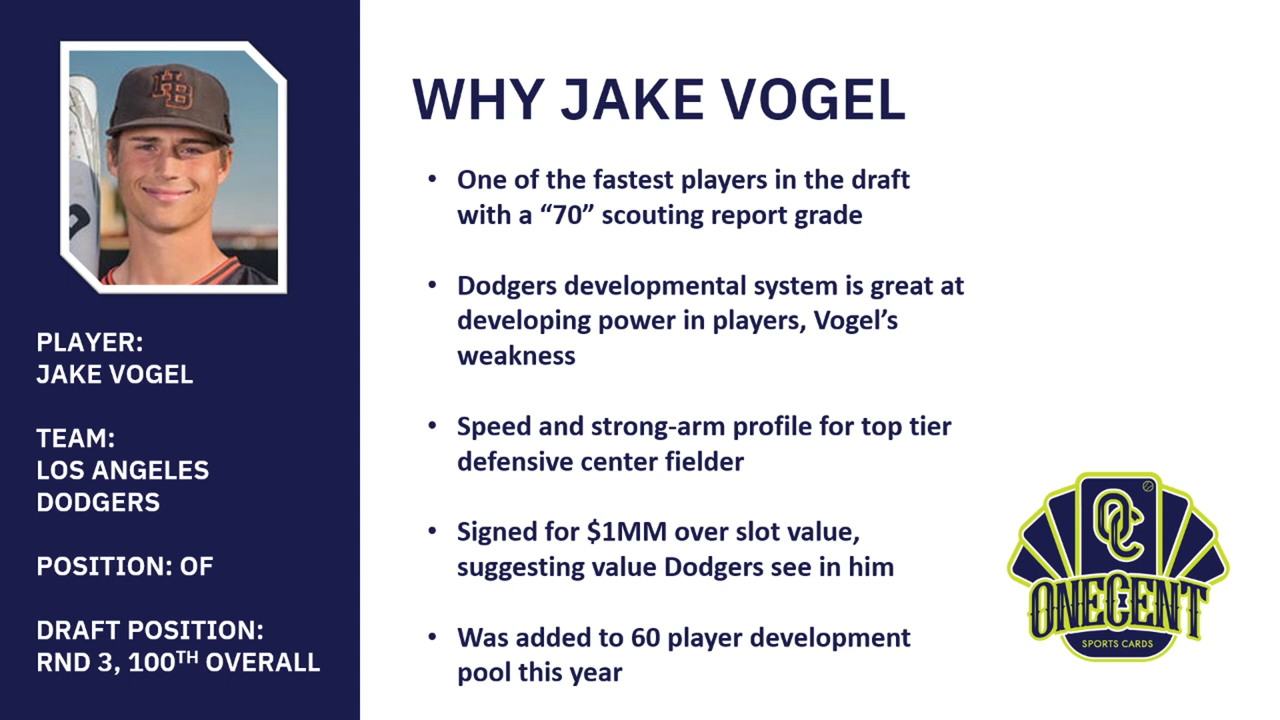 HB
PLAYER:
JAKE VOGEL
TEAM:
LOS ANGELES
DODGERS
POSITION: OF
DRAFT POSITION:
RND 3, 100TH OVERALL
WHY JAKE VOGEL
• One of the fastest players in the draft
with a “70” scouting report grade
• Dodgers developmental system is great at
developing power in players, Vogel’s
weakness
• Speed and strong-arm profile for top tier
defensive center fielder
• Signed for $1MM over slot value,
suggesting value Dodgers see in him
• Was added to 60 player development
pool this year
OC
ONECENT
SPORTS CARDS